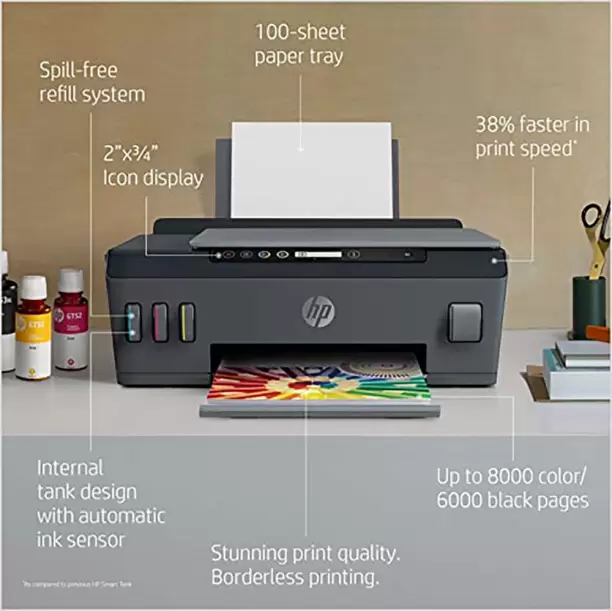 100-sheet
paper tray
Spill-free
refill system
38% faster in
print speed*
2”x¾”
Icon display
hp
GT52
GT52
Internal
tank design
with automatic
ink sensor
Up to 8000 color/
6000 black pages
Stunning print quality.
Borderless printing.
*As compared to previous HP Smart Tank